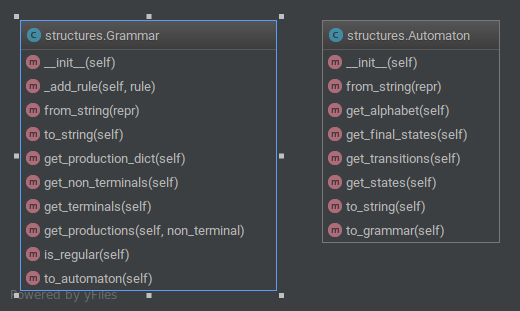 C structures.Grammar
m __init__(self)
m _add_rule(self, rule)
m from_string(repr)
m to_string(self)
m get_production_dict(self)
m get_non_terminals(self)
m get_terminals(self)
m get_productions(self, non_terminal)
m is_regular(self)
m to_automaton(self)
C structures.Automaton
m __init__(self)
m from_string(repr)
m get_alphabet(self)
m get_final_states(self)
m get_transitions(self)
m get_states(self)
m to_string(self)
m to_grammar(self)
Powered by yFiles